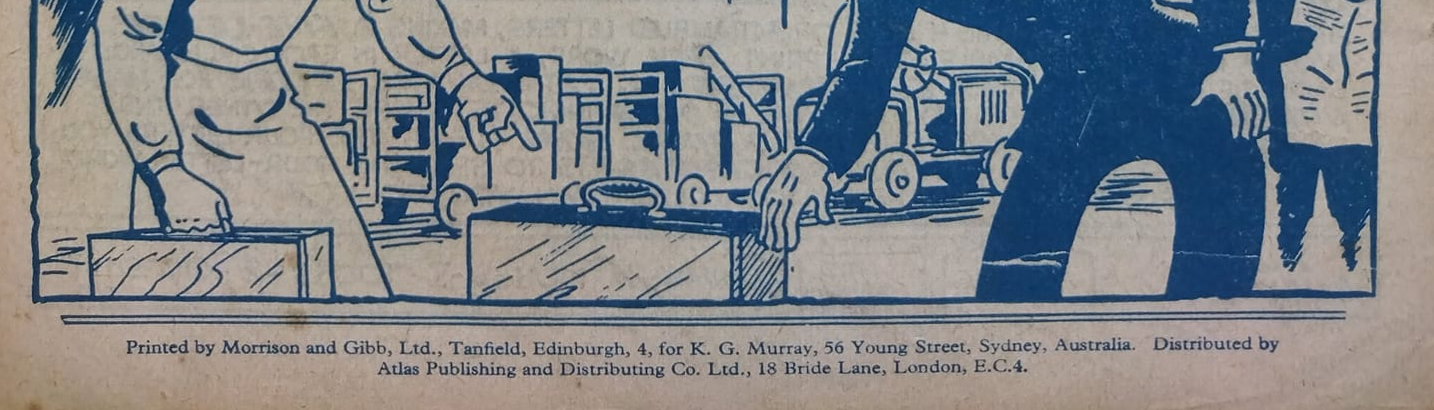 Printed by Morrison and Gibb, Ltd., Tanfield, Edinburgh, 4, for K. G. Murray, 56 Young Street, Sydney, Australia. Distributed by
Atlas Publishing and Distributing Co. Ltd., 18 Bride Lane, London, E.C.4.